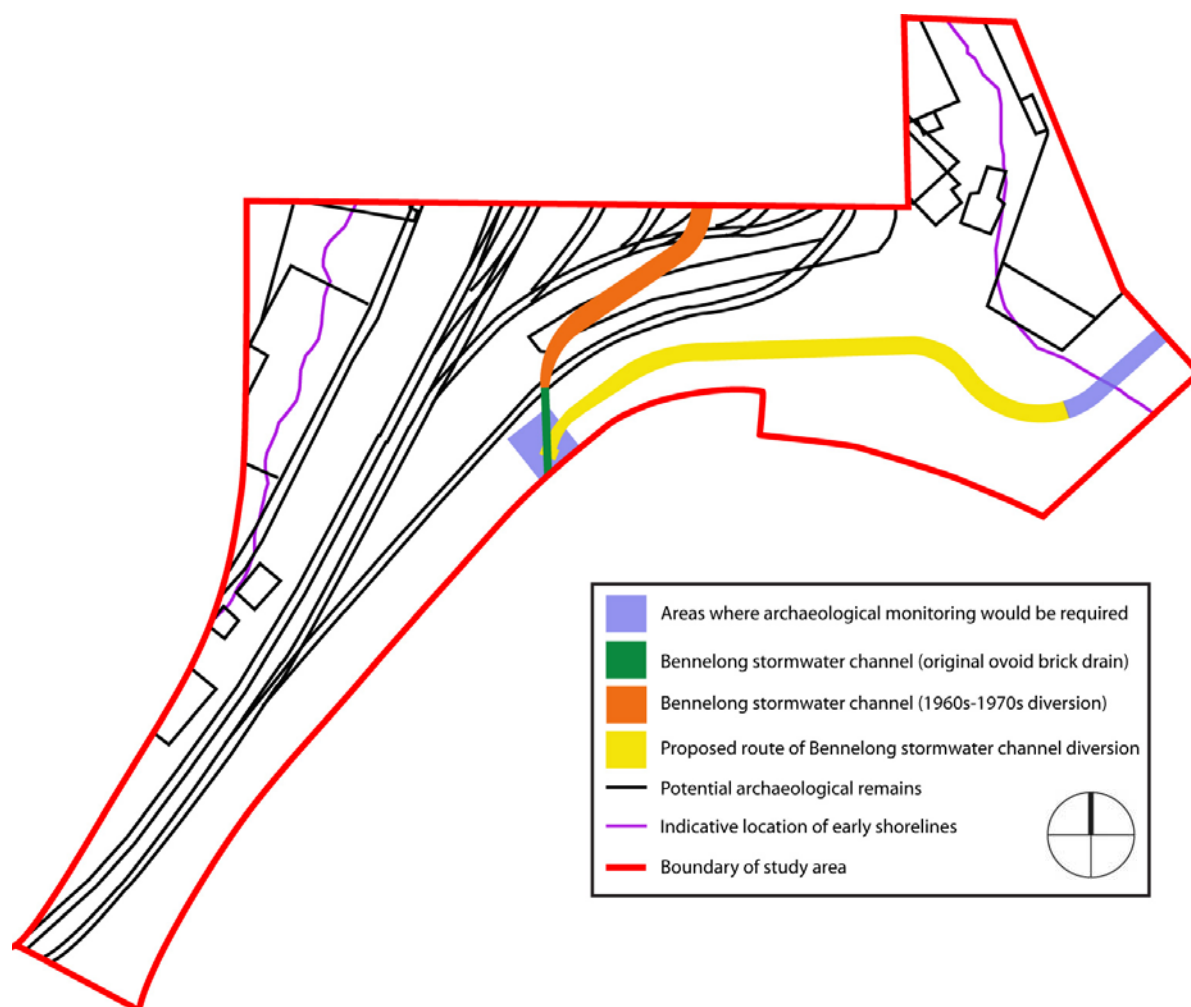 Areas where archaeological monitoring would be required
Bennelong stormwater channel (original ovoid brick drain)
Bennelong stormwater channel (1960s-1970s diversion)
Proposed route of Bennelong stormwater channel diversion
Potential archaeological remains
Indicative location of early shorelines
Boundary of study area